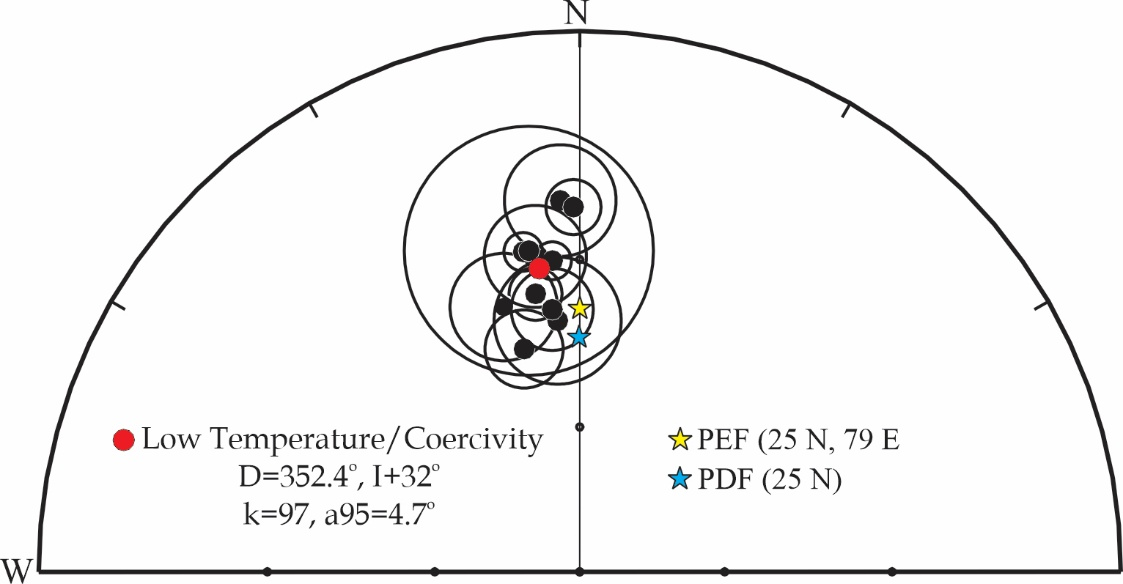 N
W
Low Temperature/Coercivity
D=352.4°, I+32°
k=97, a95=4.7°
PEF (25 N, 79 E
PDF (25 N)